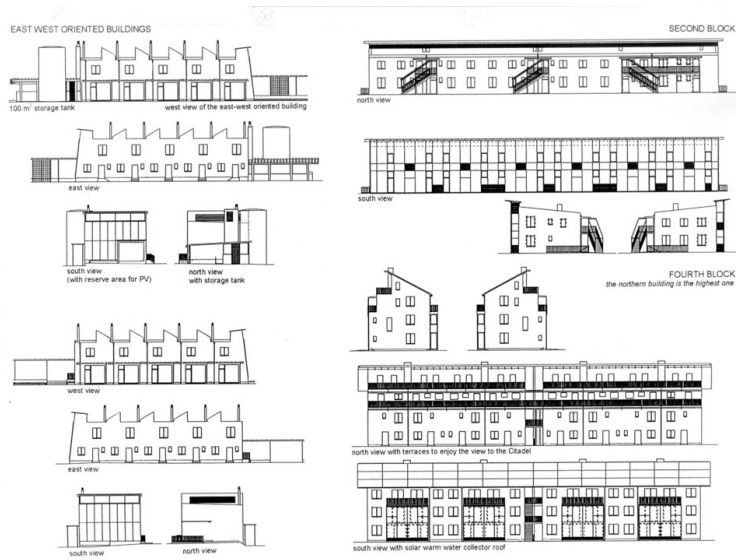 EAST WEST ORIENTED BUILDINGS
100 m³ storage tank
west view of the east-west oriented building
east view
south view
(with reserve area for PV)
north view
with storage tank
west view
east view
south view
north view
SECOND BLOCK
north view
south view
FOURTH BLOCK
the northern building is the highest one
north view with terraces to enjoy the view to the Citadel
south view with solar warm water collector roof